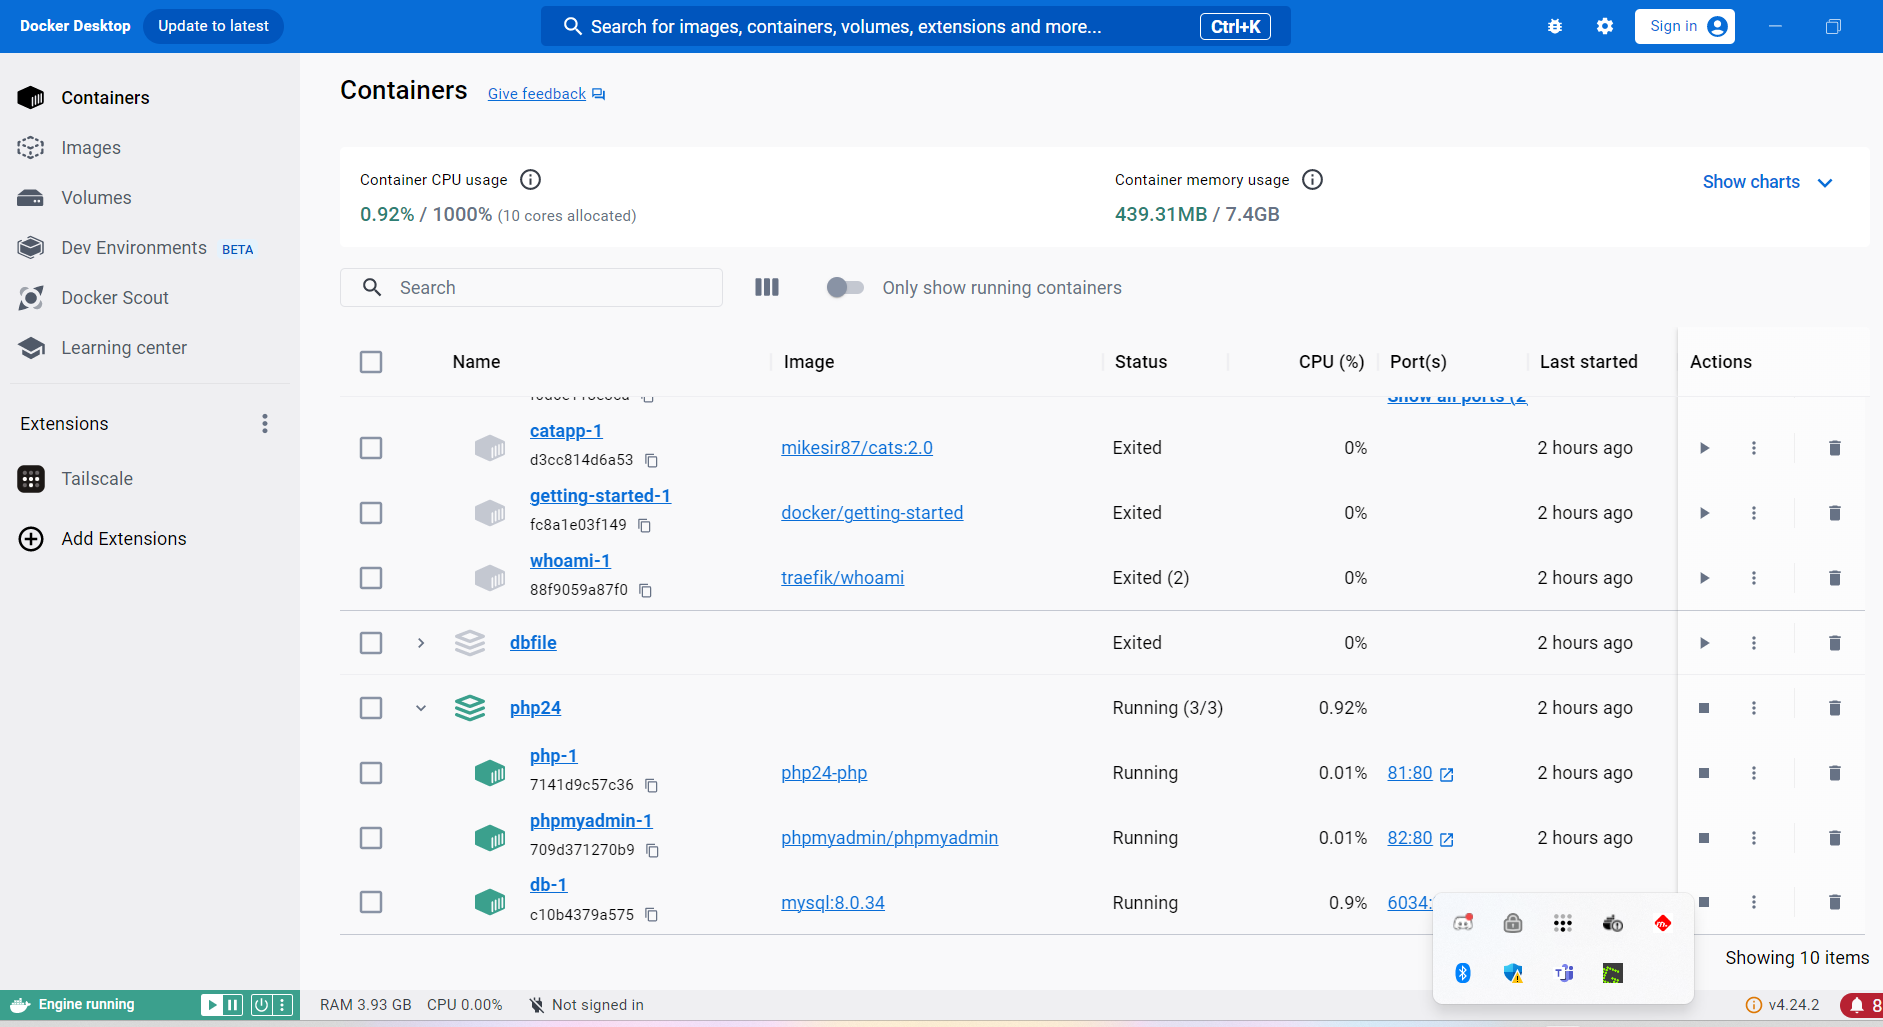 Docker Desktop Update to latest Search for images, containers, volumes, extensions and more... Ctrl+K Sign in
Containers
Images
Volumes
Dev Environments BETA
Docker Scout
Learning center
Extensions
Tailscale
Add Extensions
Containers Give feedback
Container CPU usage Container memory usage Show charts
0.92% / 1000% (10 cores allocated) 439.31MB / 7.4GB
Search Only show running containers
Name Image Status CPU (%) Port(s) Last started Actions
Show all ports (2
catapp-1
d3cc814d6a53 mikesir87/cats:2.0 Exited 0% 2 hours ago
getting-started-1
fc8a1e03f149 docker/getting-started Exited 0% 2 hours ago
whoami-1
88f9059a87f0 traefik/whoami Exited (2) 0% 2 hours ago
dbfile Exited 0% 2 hours ago
php24 Running (3/3) 0.92% 2 hours ago
php-1
7141d9c57c36 php24-php Running 0.01% 81:80 2 hours ago
phpmyadmin-1
709d371270b9 phpmyadmin/phpmyadmin Running 0.01% 82:80 2 hours ago
db-1
c10b4379a575 mysql:8.0.34 Running 0.9% 6034:
Showing 10 items
Engine running RAM 3.93 GB CPU 0.00% Not signed in v4.24.2 8